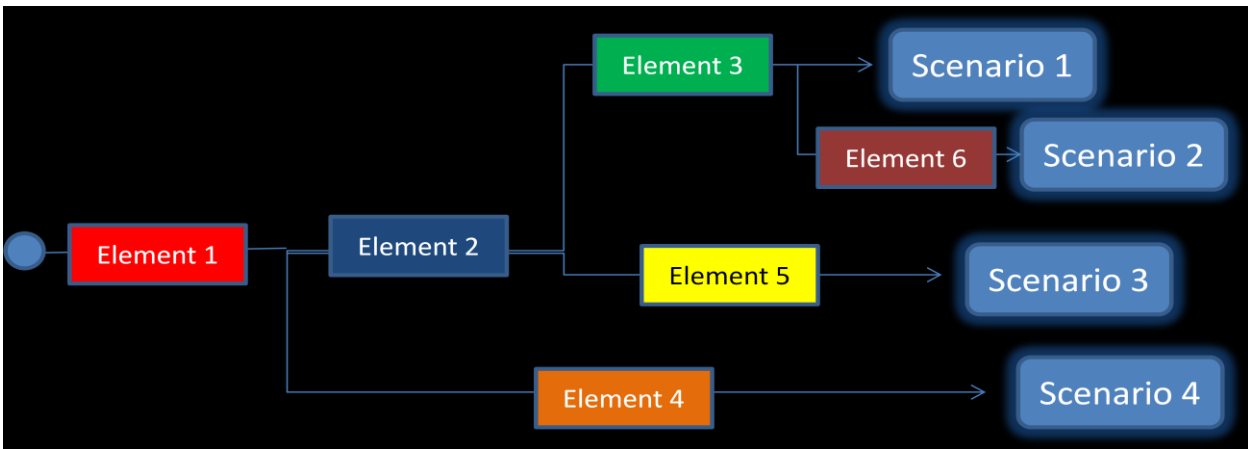 Element 3
Scenario 1
Element 6
Scenario 2
Element 1
Element 2
Element 5
Scenario 3
Element 4
Scenario 4